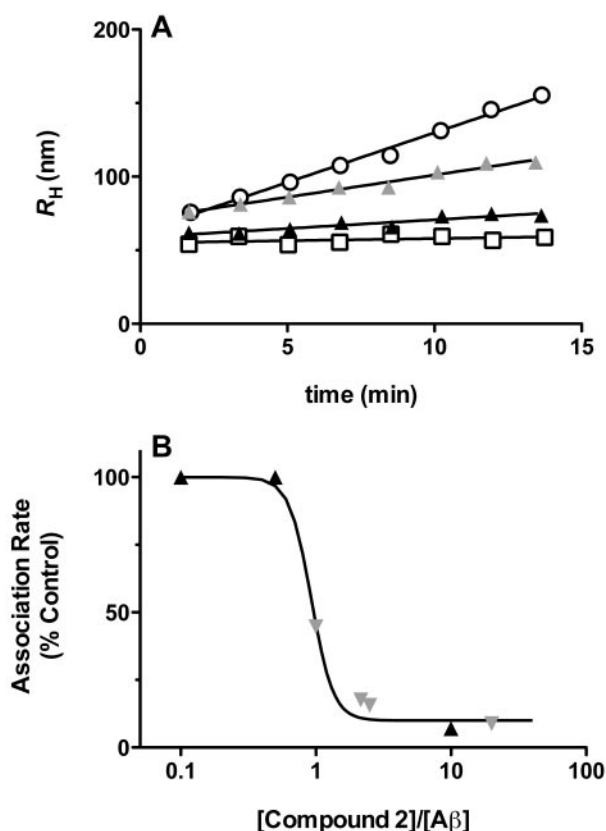 A
200
100
0
R_H (nm)
0 5 10 15
time (min)
B
100
50
0
Association Rate
(% Control)
0.1 1 10 100
[Compound 2]/[Aβ]